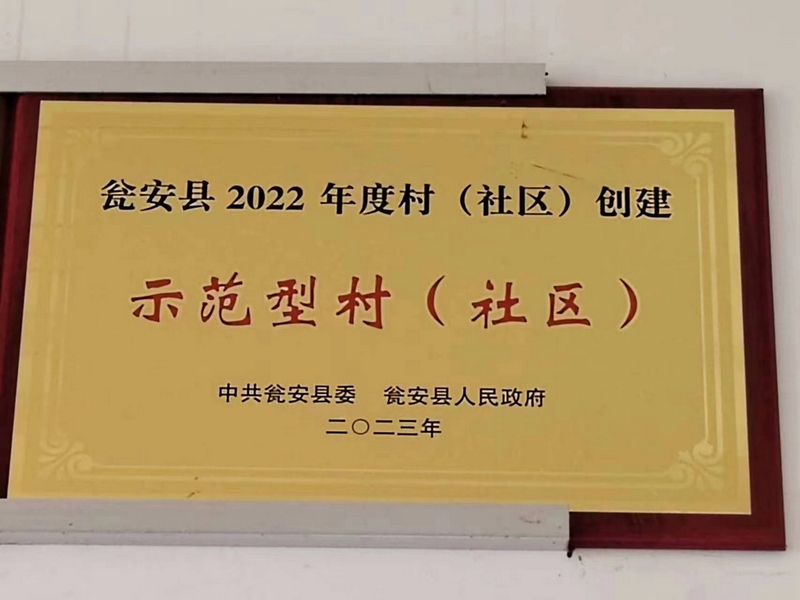 瓮安县 2022 年度村（社区）创建
示范型村（社区）
中共瓮安县委 瓮安县人民政府
二〇二三年